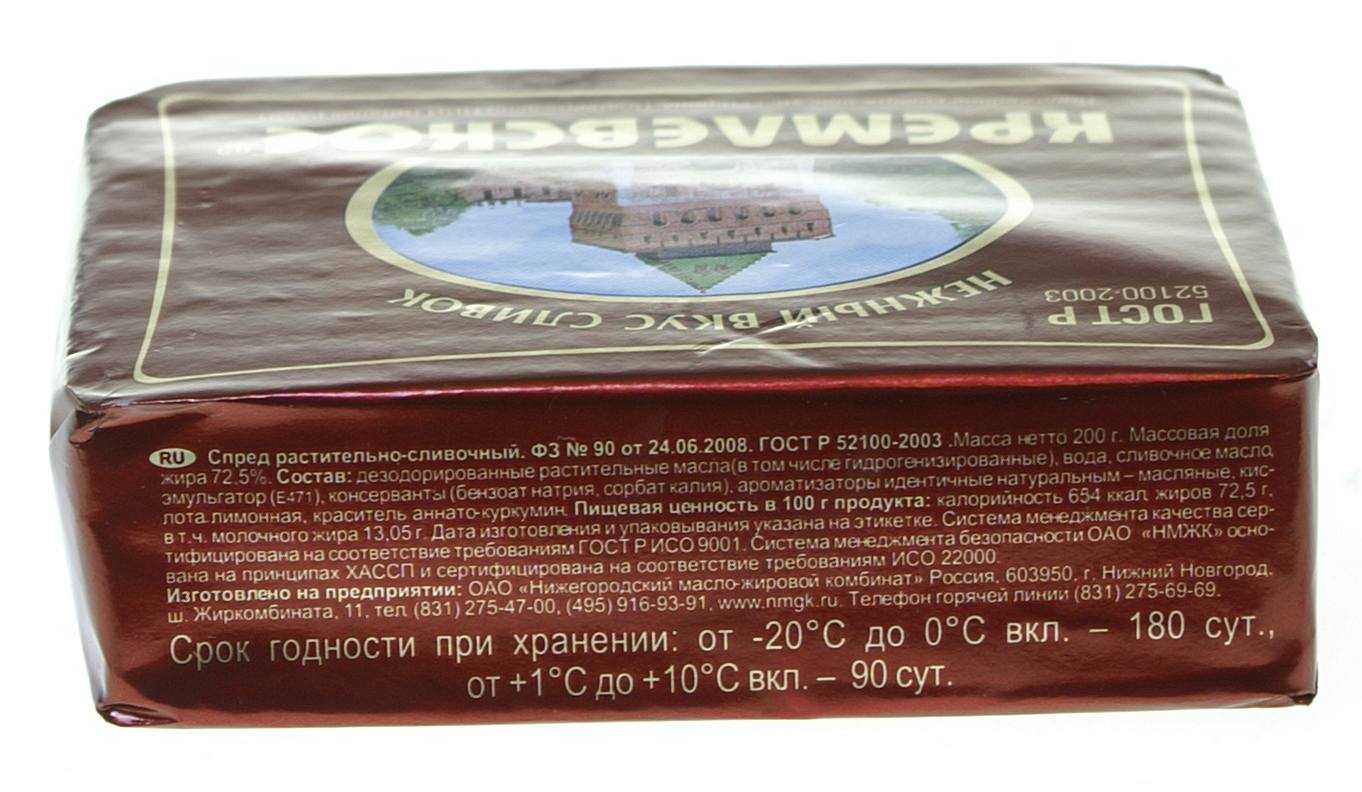 КРЕМЛЕВСКОЕ
НЕЖНЫЙ ВКУС СЛИВОК
ГОСТ Р
52100-2003
RU Спред растительно-сливочный. ФЗ № 90 от 24.06.2008. ГОСТ Р 52100-2003 .Масса нетто 200 г. Массовая доля
жира 72.5%. Состав: дезодорированные растительные масла(в том числе гидрогенизированные), вода, сливочное масло,
эмульгатор (Е471), консерванты (бензоат натрия, сорбат калия), ароматизаторы идентичные натуральным – масляные, кис-
лота лимонная, краситель аннато-куркумин. Пищевая ценность в 100 г продукта: калорийность 654 ккал, жиров 72,5 г,
в т.ч. молочного жира 13,05 г. Дата изготовления и упаковывания указана на этикетке. Система менеджмента качества сер-
тифицирована на соответствие требованиям ГОСТ Р ИСО 9001. Система менеджмента безопасности ОАО «НМЖК» осно-
вана на принципах ХАССП и сертифицирована на соответствие требованиям ИСО 22000.
Изготовлено на предприятии: ОАО «Нижегородский масло-жировой комбинат» Россия, 603950, г. Нижний Новгород,
ш. Жиркомбината, 11, тел. (831) 275-47-00, (495) 916-93-91, www.nmgk.ru. Телефон горячей линии (831) 275-69-69.
Срок годности при хранении: от -20°С до 0°С вкл. – 180 сут.,
от +1°С до +10°С вкл. – 90 сут.